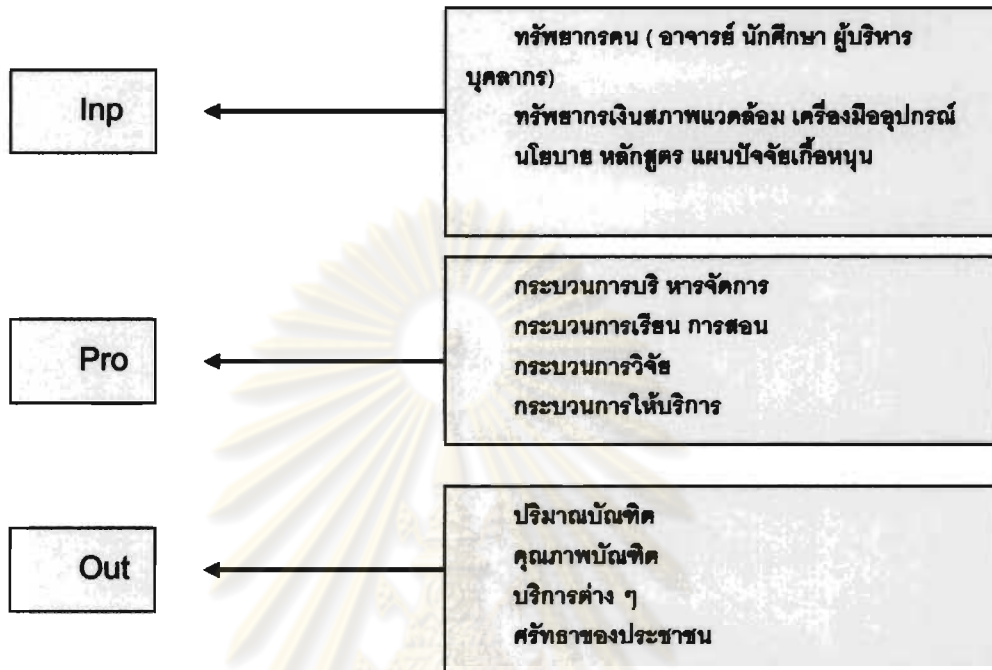 Inp
ทรัพยากรคน ( อาจารย์ นักศึกษา ผู้บริหาร
บุคลากร)
ทรัพยากรเงินสภาพแวดล้อม เครื่องมืออุปกรณ์
นโยบาย หลักสูตร แผนปัจจัยเกื้อหนุน
Pro
กระบวนการบริ หารจัดการ
กระบวนการเรียน การสอน
กระบวนการวิจัย
กระบวนการให้บริการ
Out
ปริมาณบัณฑิต
คุณภาพบัณฑิต
บริการต่าง ๆ
ศรัทธาของประชาชน